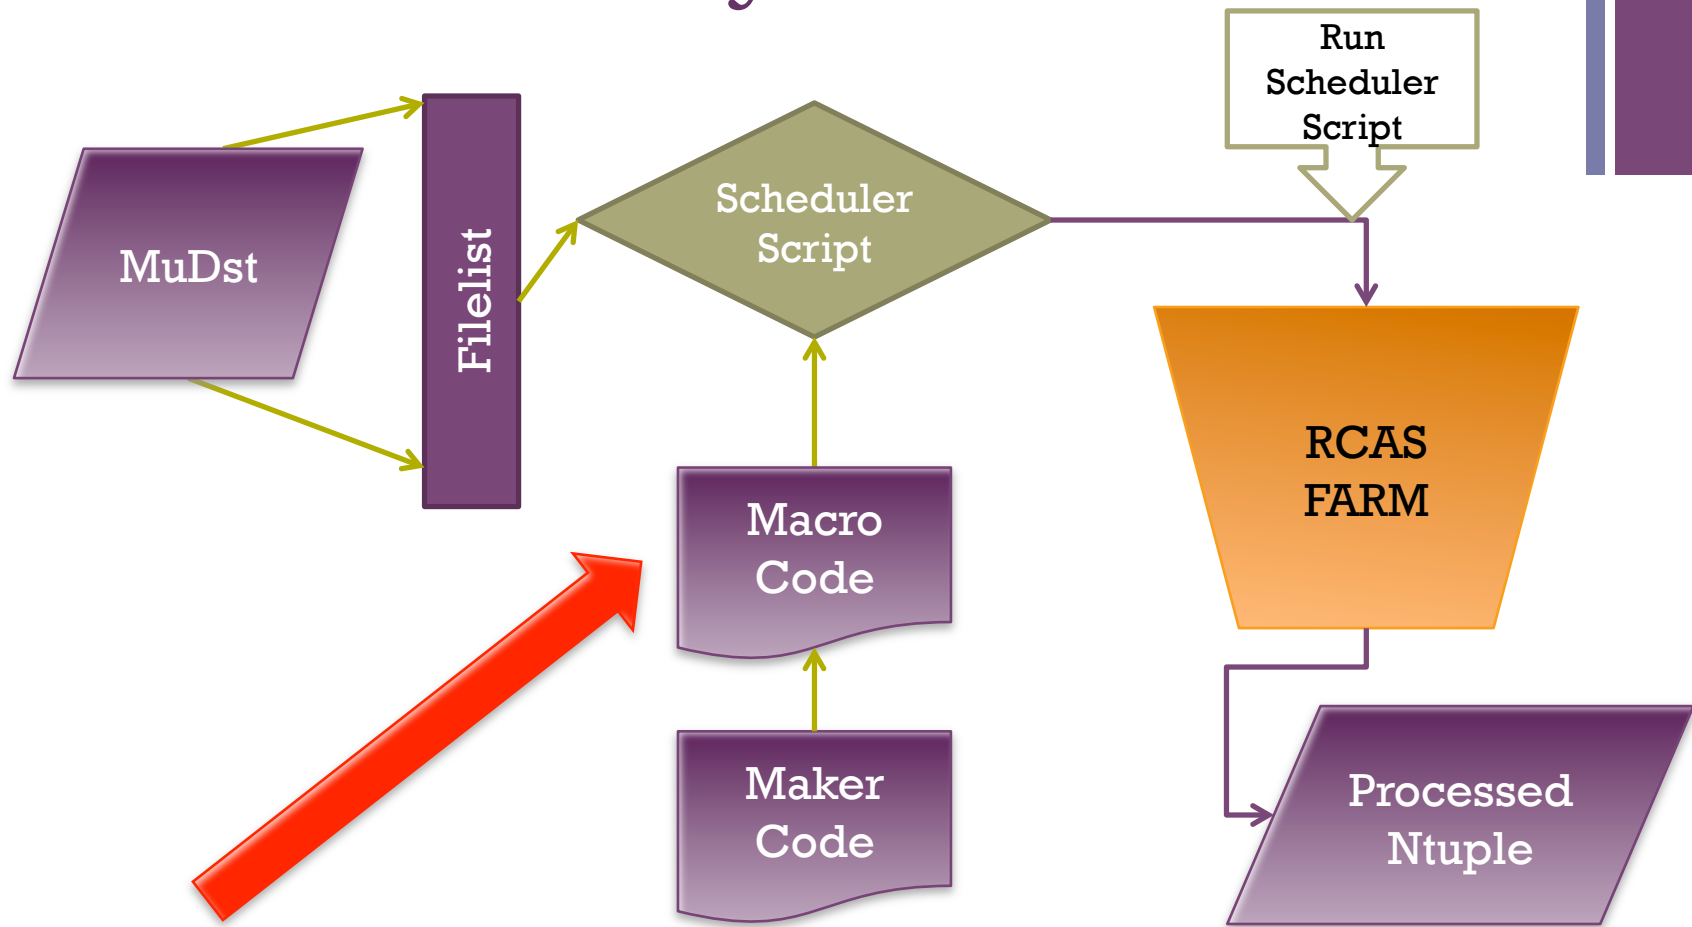 Run
Scheduler
Script
MuDst
Filelist
Scheduler
Script
RCAS
FARM
Macro
Code
Maker
Code
Processed
Ntuple